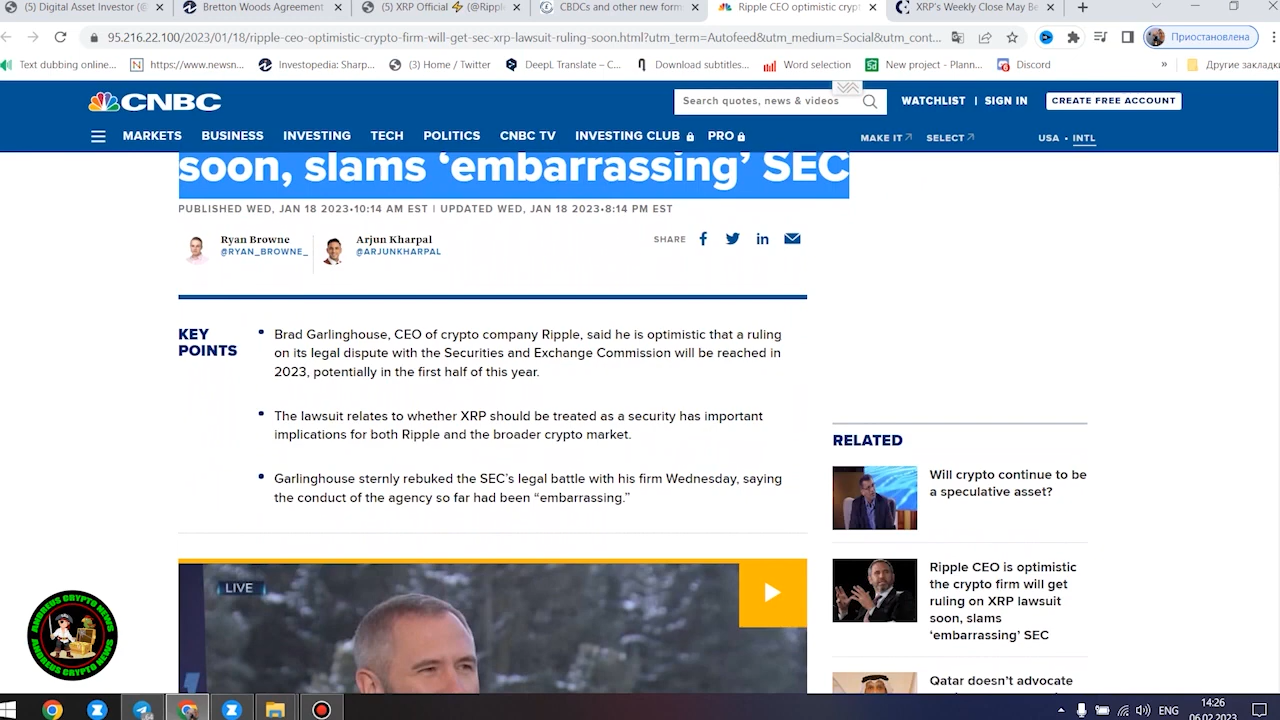 (5) Digital Asset Investor (@
Bretton Woods Agreement
(5) XRP Official ⚡ (@Ripple
CBDCs and other new form
Ripple CEO optimistic crypt
XRP's Weekly Close May Be
95.216.22.100/2023/01/18/ripple-ceo-optimistic-crypto-firm-will-get-sec-xrp-lawsuit-ruling-soon.html?utm_term=Autofeed&utm_medium=Social&utm_cont...
Приостановлена
Text dubbing online...
https://www.newsn...
Investopedia: Sharp...
(3) Home / Twitter
DeepL Translate – C...
Download subtitles...
Word selection
New project - Plann...
Discord
»
Другие закладки
CNBC
Search quotes, news & videos
WATCHLIST | SIGN IN
CREATE FREE ACCOUNT
MARKETS
BUSINESS
INVESTING
TECH
POLITICS
CNBC TV
INVESTING CLUB
PRO
MAKE IT
SELECT
USA • INTL
soon, slams ‘embarrassing’ SEC
PUBLISHED WED, JAN 18 2023•10:14 AM EST | UPDATED WED, JAN 18 2023•8:14 PM EST
Ryan Browne
@RYAN_BROWNE_
Arjun Kharpal
@ARJUNKHARPAL
SHARE
KEY
POINTS
• Brad Garlinghouse, CEO of crypto company Ripple, said he is optimistic that a ruling
on its legal dispute with the Securities and Exchange Commission will be reached in
2023, potentially in the first half of this year.
• The lawsuit relates to whether XRP should be treated as a security has important
implications for both Ripple and the broader crypto market.
• Garlinghouse sternly rebuked the SEC’s legal battle with his firm Wednesday, saying
the conduct of the agency so far had been “embarrassing.”
LIVE
RELATED
Will crypto continue to be
a speculative asset?
Ripple CEO is optimistic
the crypto firm will get
ruling on XRP lawsuit
soon, slams
‘embarrassing’ SEC
Qatar doesn’t advocate
ANDREUS CRYPTO NEWS
ANDREUS CRYPTO NEWS
ENG
14:26
06.02.2023